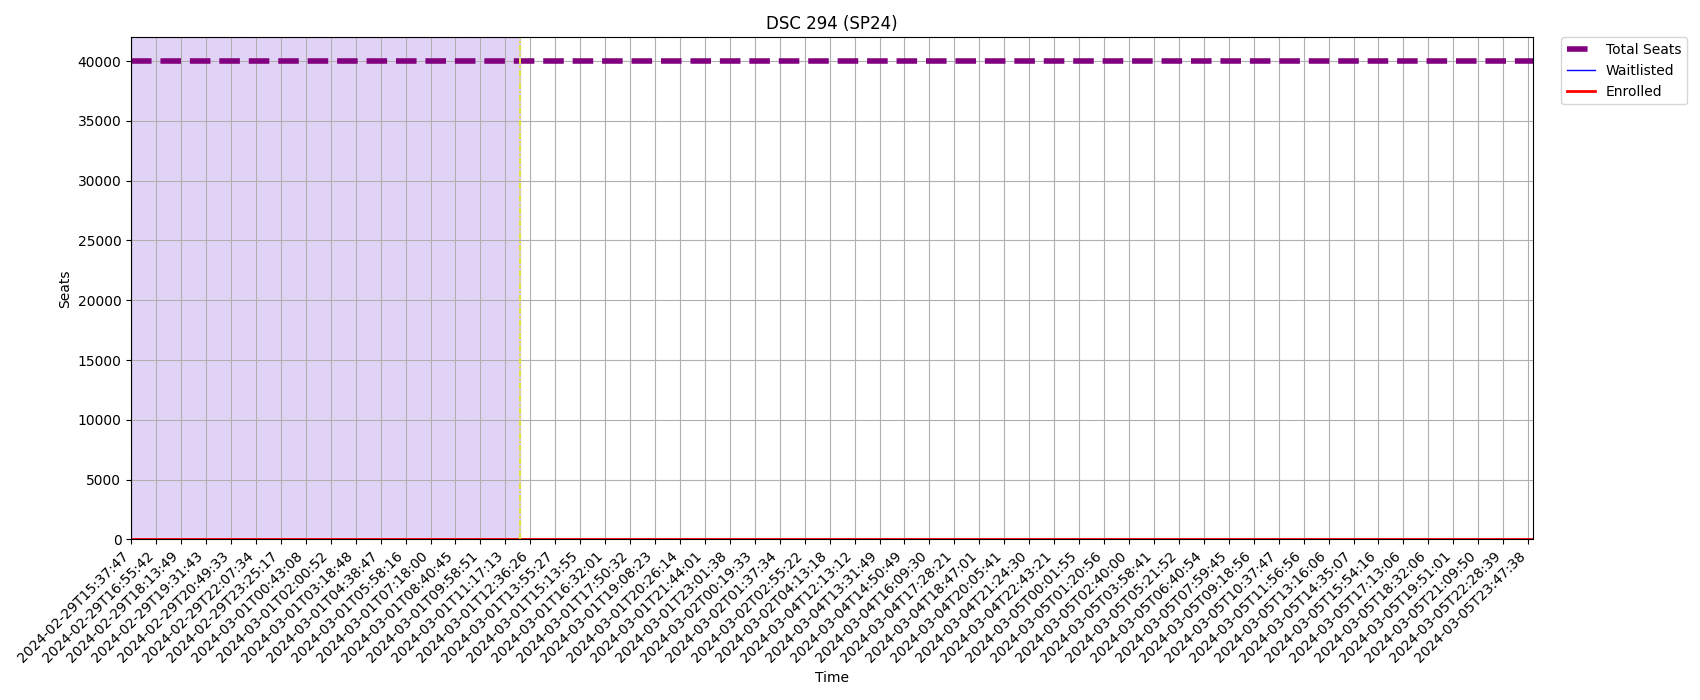 DSC 294 (SP24)
Total Seats
Waitlisted
Enrolled
Seats
40000
35000
30000
25000
20000
15000
10000
5000
0
2024-02-29T15:37:47
2024-02-29T16:55:42
2024-02-29T18:13:49
2024-02-29T19:31:43
2024-02-29T20:49:33
2024-02-29T22:07:34
2024-02-29T23:25:17
2024-03-01T00:43:08
2024-03-01T02:00:52
2024-03-01T03:18:48
2024-03-01T04:38:47
2024-03-01T05:58:16
2024-03-01T07:18:00
2024-03-01T08:40:45
2024-03-01T09:58:51
2024-03-01T11:17:13
2024-03-01T12:36:26
2024-03-01T13:55:27
2024-03-01T15:13:55
2024-03-01T16:32:01
2024-03-01T17:50:32
2024-03-01T19:08:23
2024-03-01T20:26:14
2024-03-01T21:44:01
2024-03-01T23:01:38
2024-03-02T00:19:33
2024-03-02T01:37:34
2024-03-02T02:55:22
2024-03-02T04:13:18
2024-03-04T12:13:12
2024-03-04T13:31:49
2024-03-04T14:50:49
2024-03-04T16:09:30
2024-03-04T17:28:21
2024-03-04T18:47:01
2024-03-04T20:05:41
2024-03-04T21:24:30
2024-03-04T22:43:21
2024-03-05T00:01:55
2024-03-05T01:20:56
2024-03-05T02:40:00
2024-03-05T03:58:41
2024-03-05T05:21:52
2024-03-05T06:40:54
2024-03-05T07:59:45
2024-03-05T09:18:56
2024-03-05T10:37:47
2024-03-05T11:56:56
2024-03-05T13:16:06
2024-03-05T14:35:07
2024-03-05T15:54:16
2024-03-05T17:13:06
2024-03-05T18:32:06
2024-03-05T19:51:01
2024-03-05T21:09:50
2024-03-05T22:28:39
2024-03-05T23:47:38
Time